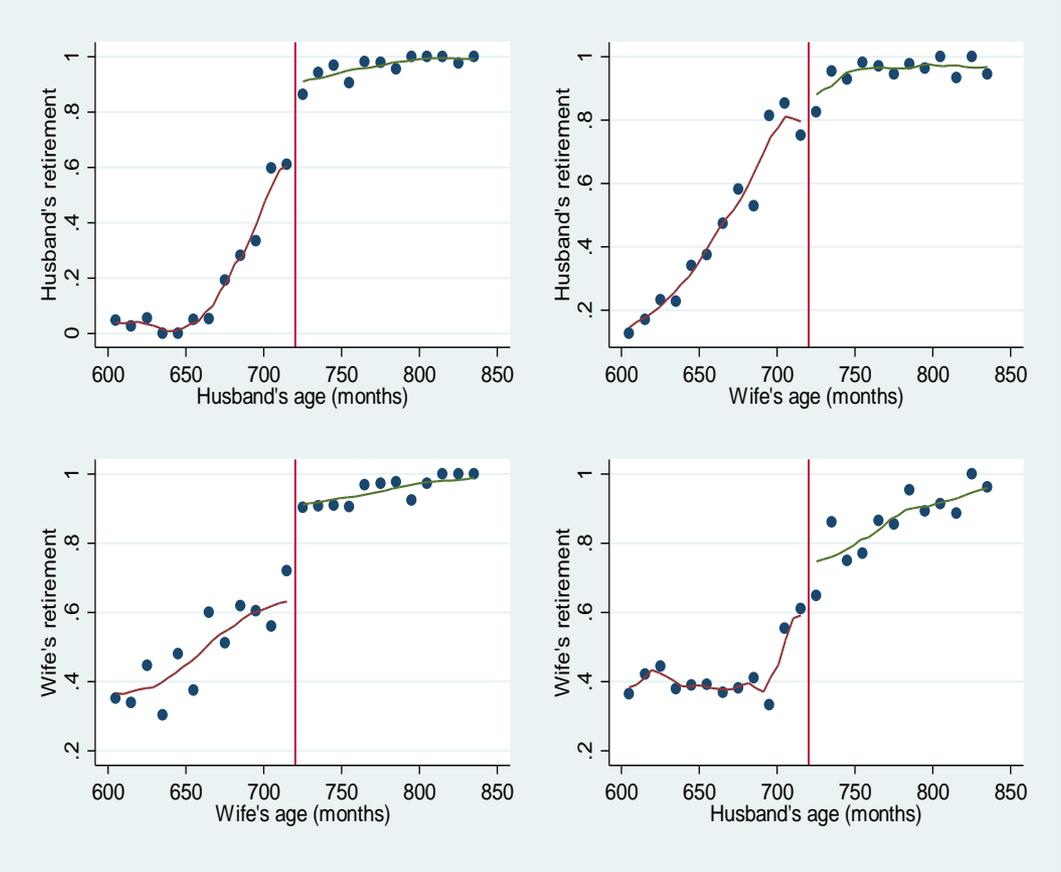 1
.8
.6
.4
.2
0
Husband's retirement
600 650 700 750 800 850
Husband's age (months)
1
.8
.6
.4
.2
Husband's retirement
600 650 700 750 800 850
Wife's age (months)
1
.8
.6
.4
.2
Wife's retirement
600 650 700 750 800 850
Wife's age (months)
1
.8
.6
.4
.2
Wife's retirement
600 650 700 750 800 850
Husband's age (months)